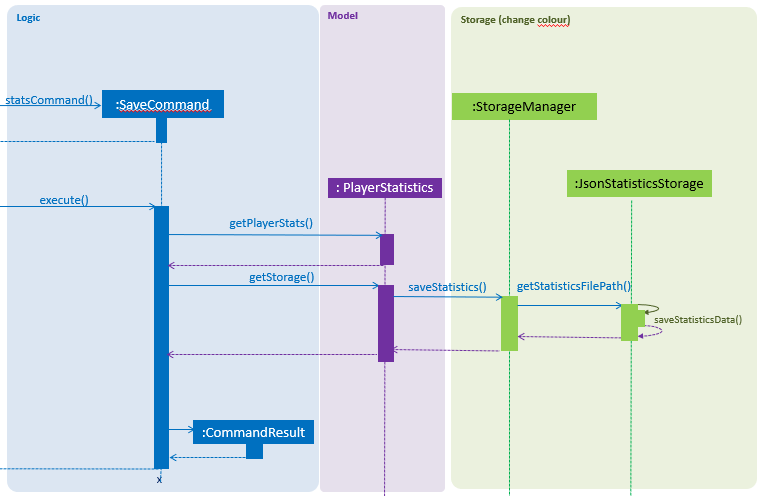 Logic
Model
Storage (change colour)
statsCommand()
:SaveCommand
:StorageManager
: PlayerStatistics
:JsonStatisticsStorage
execute()
getPlayerStats()
getStorage()
saveStatistics()
getStatisticsFilePath()
saveStatisticsData()
:CommandResult
x